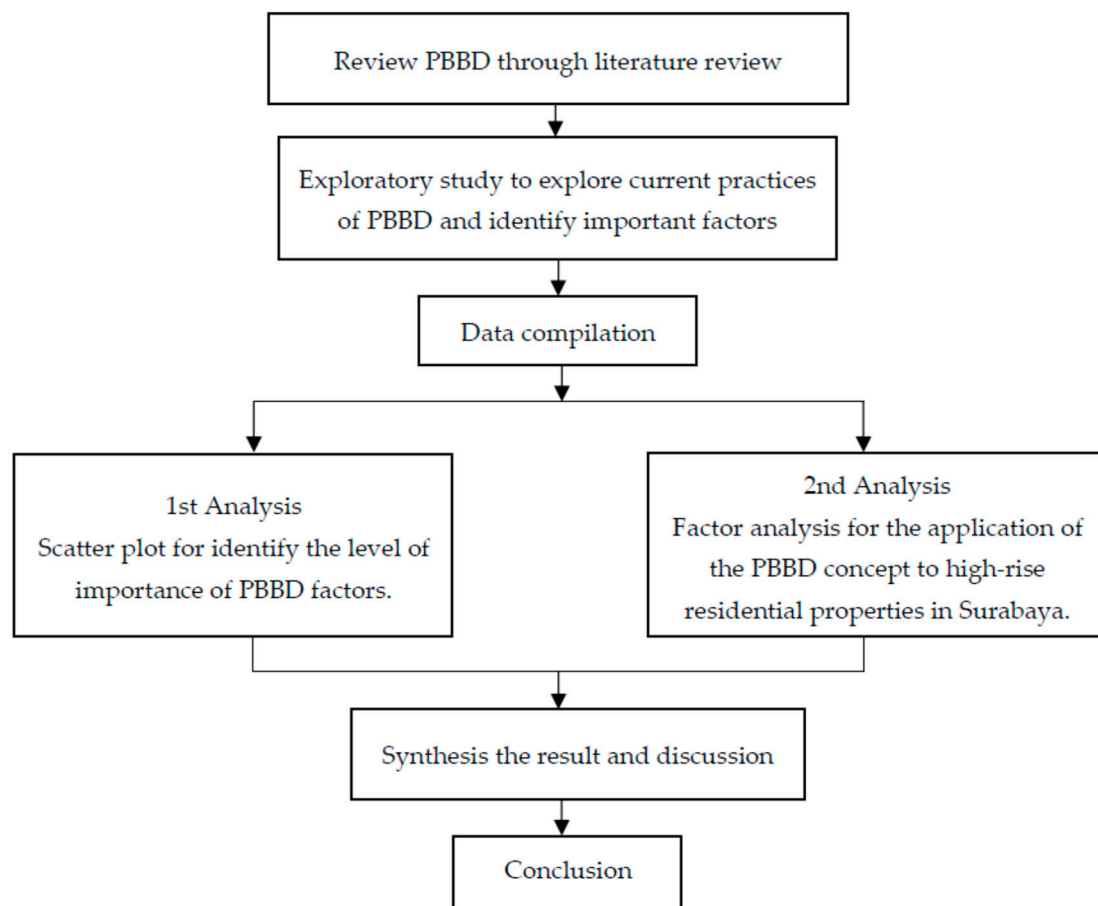 Review PBBD through literature review
Exploratory study to explore current practices
of PBBD and identify important factors
Data compilation
1st Analysis
Scatter plot for identify the level of
importance of PBBD factors.
2nd Analysis
Factor analysis for the application of
the PBBD concept to high-rise
residential properties in Surabaya.
Synthesis the result and discussion
Conclusion